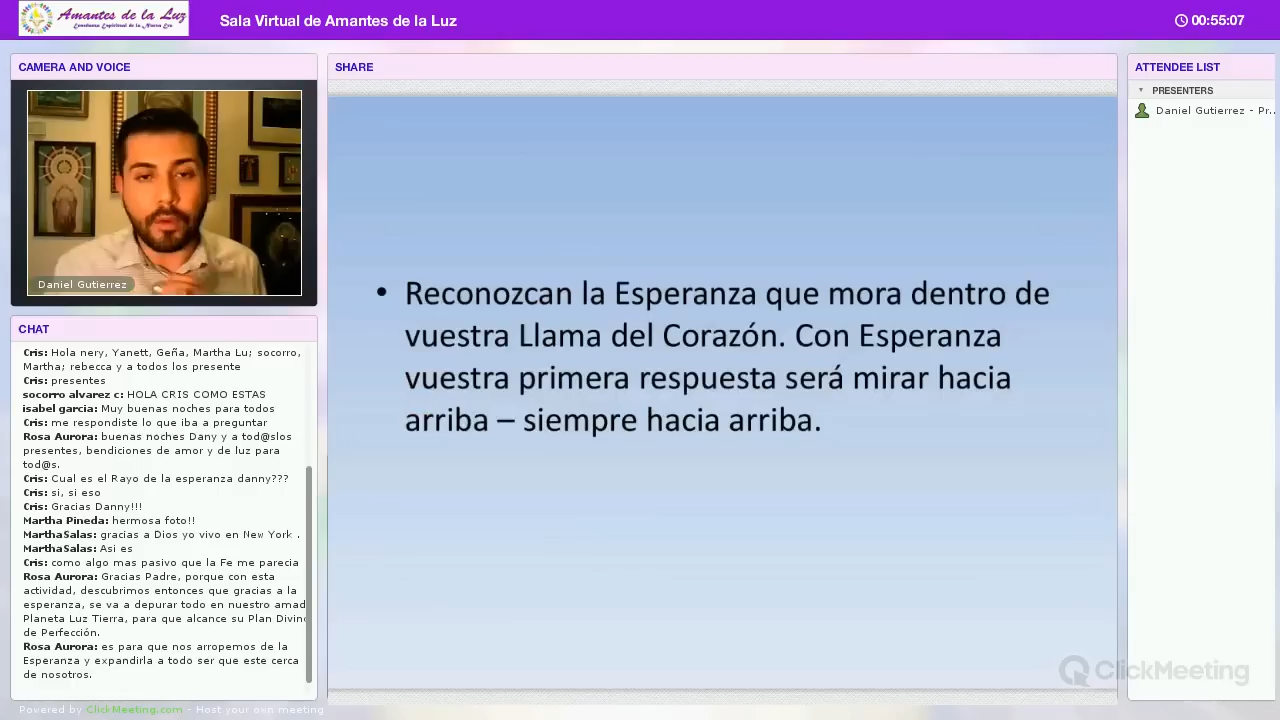 Amantes de la Luz
Enseñanza Espiritual de la Nueva Era
Sala Virtual de Amantes de la Luz
00:55:07
CAMERA AND VOICE
Daniel Gutierrez
CHAT
Cris: Hola nery, Yanett, Geña, Martha Lu; socorro,
Martha; rebecca y a todos los presente
Cris: presentes
socorro alvarez c: HOLA CRIS COMO ESTAS
isabel garcia: Muy buenas noches para todos
Cris: me respondiste lo que iba a preguntar
Rosa Aurora: buenas noches Dany y a tod@slos
presentes, bendiciones de amor y de luz para
tod@s.
Cris: Cual es el Rayo de la esperanza danny???
Cris: si, si eso
Cris: Gracias Danny!!!
Martha Pineda: hermosa foto!!
MarthaSalas: gracias a Dios yo vivo en New York .
MarthaSalas: Asi es
Cris: como algo mas pasivo que la Fe me parecia
Rosa Aurora: Gracias Padre, porque con esta
actividad, descubrimos entonces que gracias a la
esperanza, se va a depurar todo en nuestro amad
Planeta Luz Tierra, para que alcance su Plan Divino
de Perfección.
Rosa Aurora: es para que nos arropemos de la
Esperanza y expandirla a todo ser que este cerca
de nosotros.
Powered by ClickMeeting.com - Host your own meeting
SHARE
• Reconozcan la Esperanza que mora dentro de
vuestra Llama del Corazón. Con Esperanza
vuestra primera respuesta será mirar hacia
arriba – siempre hacia arriba.
ClickMeeting
ATTENDEE LIST
PRESENTERS
Daniel Gutierrez - Pr..